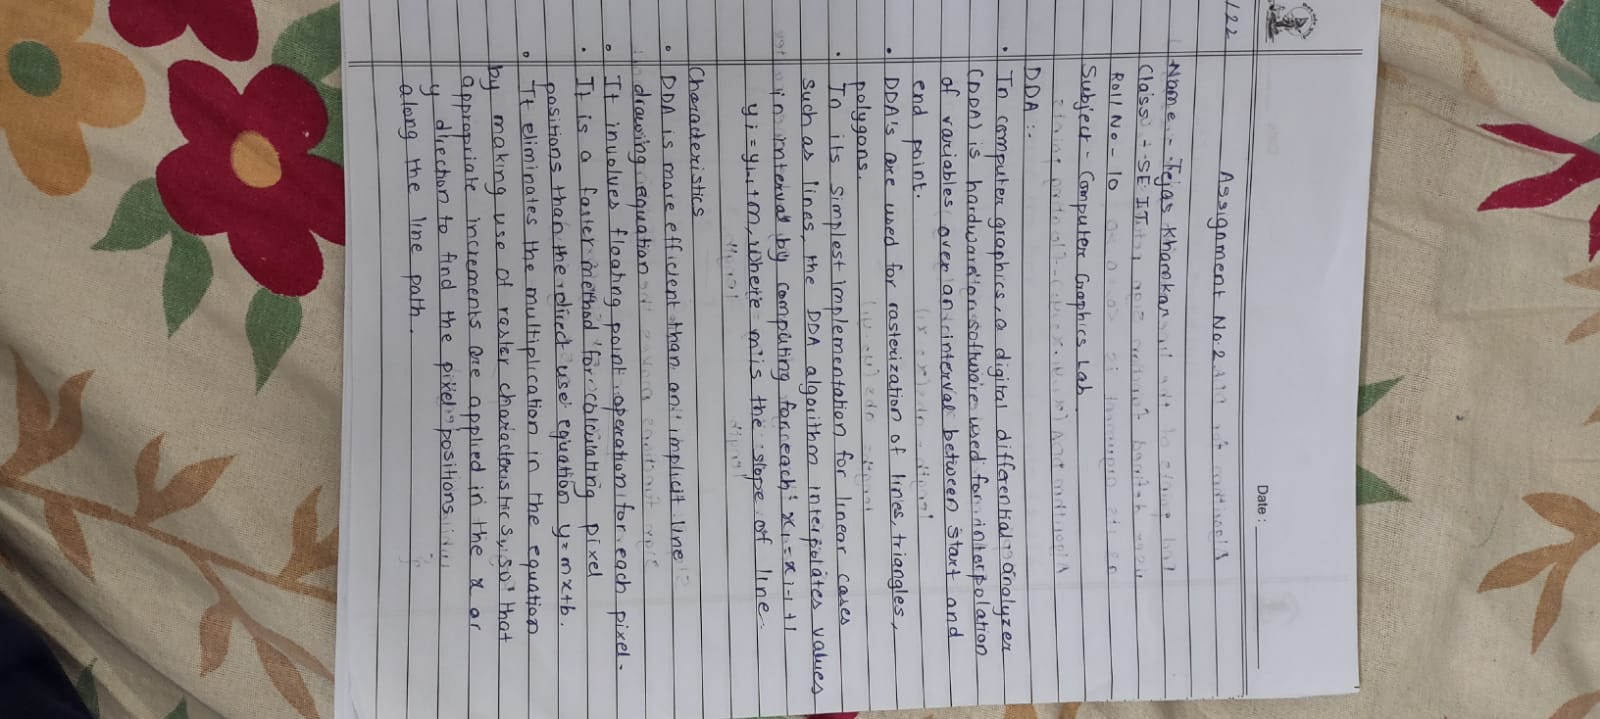 Date :
122
Assignment No. 2.
Name - Tejas Khamkar
Class - SE IT
Roll No - 10
Subject - Computer Graphics Lab
DDA :-
• In computer graphics, a digital differential analyzer
(DDA) is hardware or software used for interpolation
of variables over an interval between start and
end point.
• DDA's are used for rasterization of lines, triangles,
polygons.
• In its simplest implementation for linear cases
such as lines, the DDA algorithm interpolates values
in interval by computing for each xi = xi-1 + 1
yi = yi-1 + m, where m is the slope of line.
Characteristics
• DDA is more efficient than an implicit line
drawing equation
• It involves floating point operation for each pixel.
• It is a faster method for calculating pixel
positions than the direct use equation y = mx+b.
• It eliminates the multiplication in the equation
by making use of raster characteristics, so that
appropriate increments are applied in the x or
y direction to find the pixel positions
along the line path.